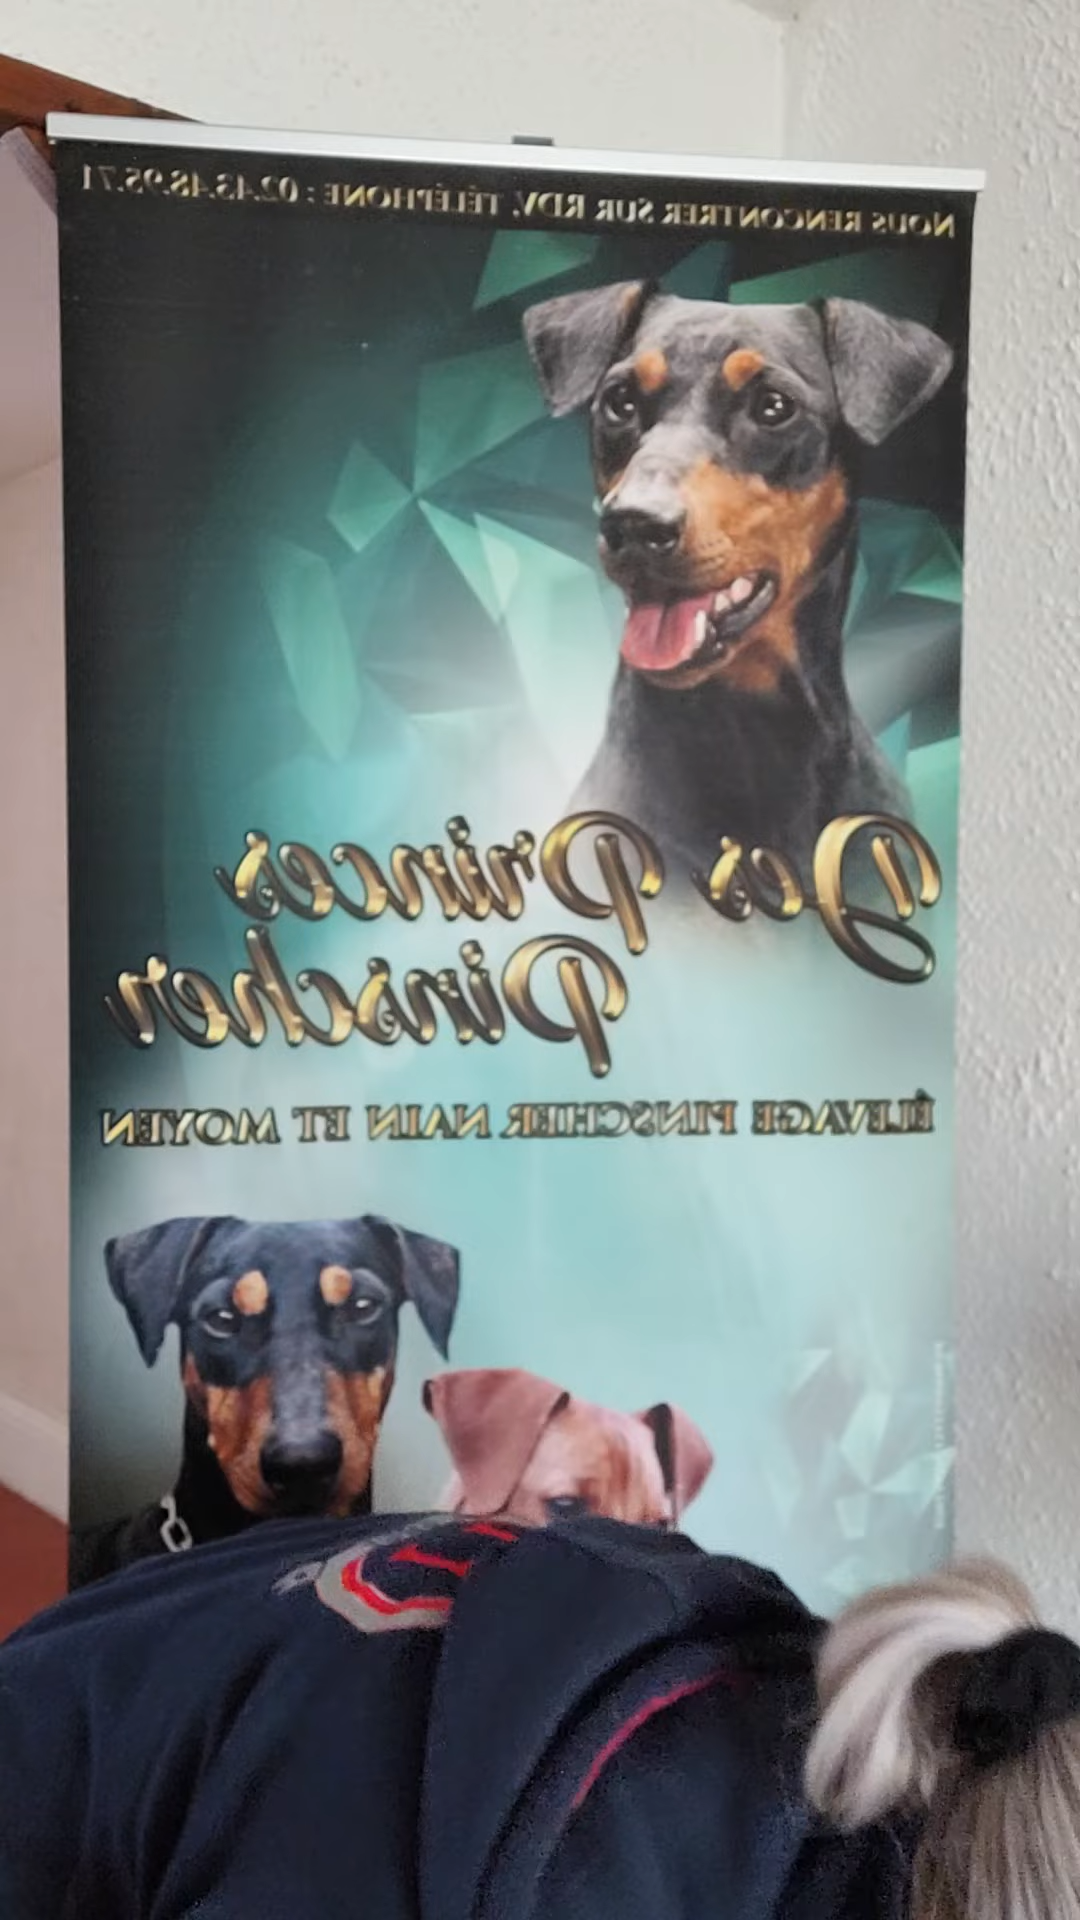 NOUS RENCONTRER SUR RDV. TÉLÉPHONE : 02.43.48.95.71
Des Princes
Pinscher
ÉLEVAGE PINSCHER NAIN ET MOYEN